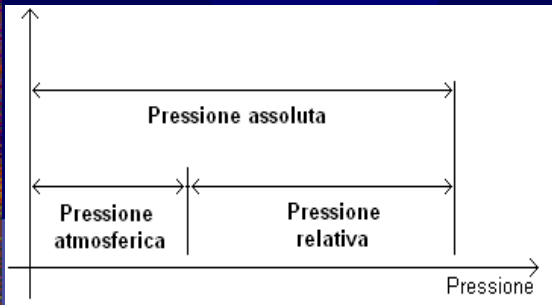 Pressione assoluta
Pressione
atmosferica
Pressione
relativa
Pressione